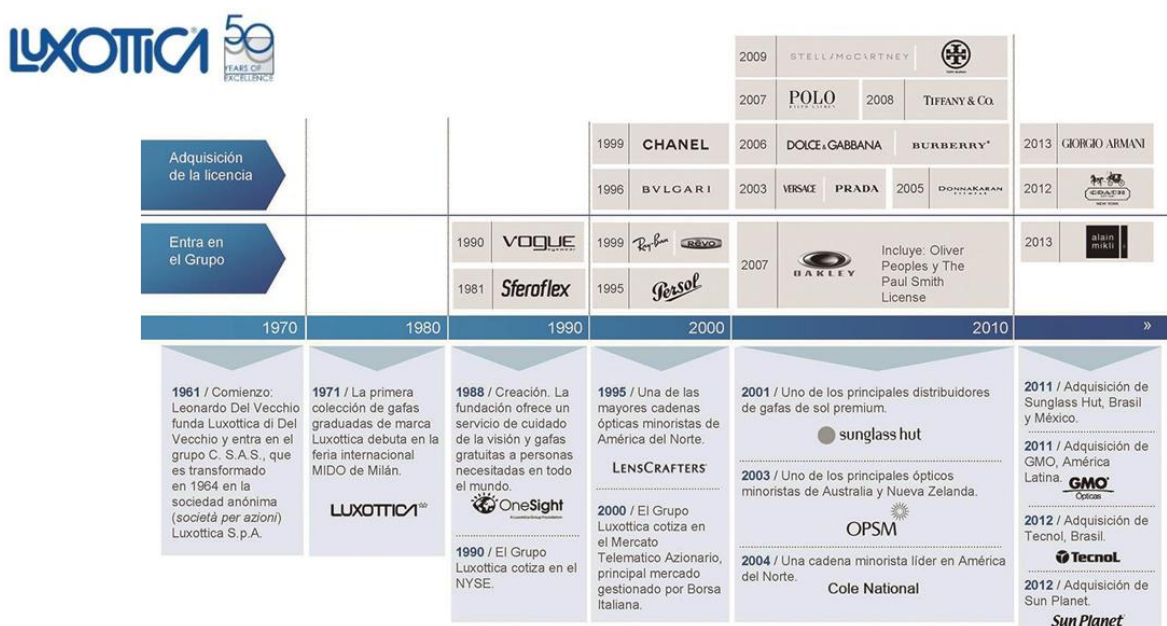 LUXOTTICA
50
YEARS OF
EXCELLENCE
2009
STELLA McCARTNEY
2007
POLO
RALPH LAUREN
2008
TIFFANY & CO.
Adquisición
de la licencia
1999
CHANEL
2006
DOLCE & GABBANA
BURBERRY
2013
GIORGIO ARMANI
1996
BVLGARI
2003
VERSACE
PRADA
2005
DONNAKARAN
2012
COACH
NEW YORK
Entra en
el Grupo
1990
VOGUE
1999
Ray-Ban
REVO
2007
OAKLEY
Incluye: Oliver
Peoples y The
Paul Smith
License
2013
alain
mikli
1981
Sferoflex
1995
Persol
1970
1980
1990
2000
2010
»
1961 / Comienzo:
Leonardo Del Vecchio
funda Luxottica di Del
Vecchio y entra en el
grupo C. S.A.S., que
es transformado
en 1964 en la
sociedad anónima
(società per azioni)
Luxottica S.p.A.
1971 / La primera
colección de gafas
graduadas de marca
Luxottica debuta en la
feria internacional
MIDO de Milán.
LUXOTTICA
1988 / Creación. La
fundación ofrece un
servicio de cuidado
de la visión y gafas
gratuitas a personas
necesitadas en todo
el mundo.
OneSight
A Luxottica Group Foundation
1990 / El Grupo
Luxottica cotiza en el
NYSE.
1995 / Una de las
mayores cadenas
ópticas minoristas de
América del Norte.
LENSCRAFTERS
2000 / El Grupo
Luxottica cotiza en
el Mercato
Telematico Azionario,
principal mercado
gestionado por Borsa
Italiana.
2001 / Uno de los principales distribuidores
de gafas de sol premium.
sunglass hut
2003 / Uno de los principales ópticos
minoristas de Australia y Nueva Zelanda.
OPSM
2004 / Una cadena minorista líder en América
del Norte.
Cole National
2011 / Adquisición de
Sunglass Hut, Brasil
y México.
2011 / Adquisición de
GMO, América
Latina.
GMO
Ópticas
2012 / Adquisición de
Tecnol, Brasil.
TECNOL
2012 / Adquisición de
Sun Planet.
Sun Planet